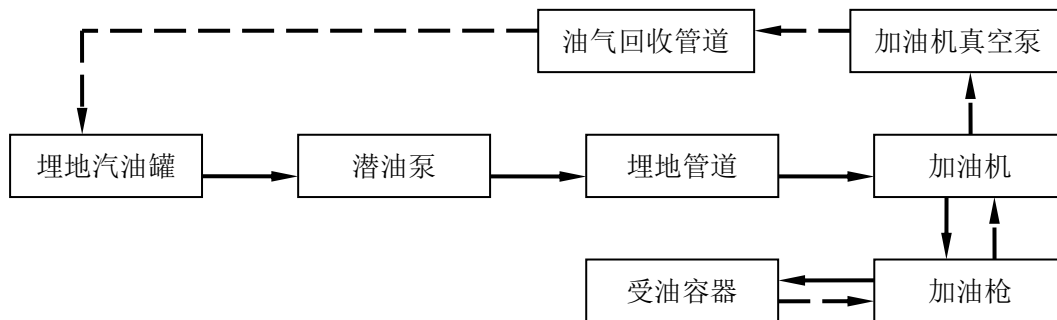 油气回收管道
加油机真空泵
埋地汽油罐
潜油泵
埋地管道
加油机
受油容器
加油枪